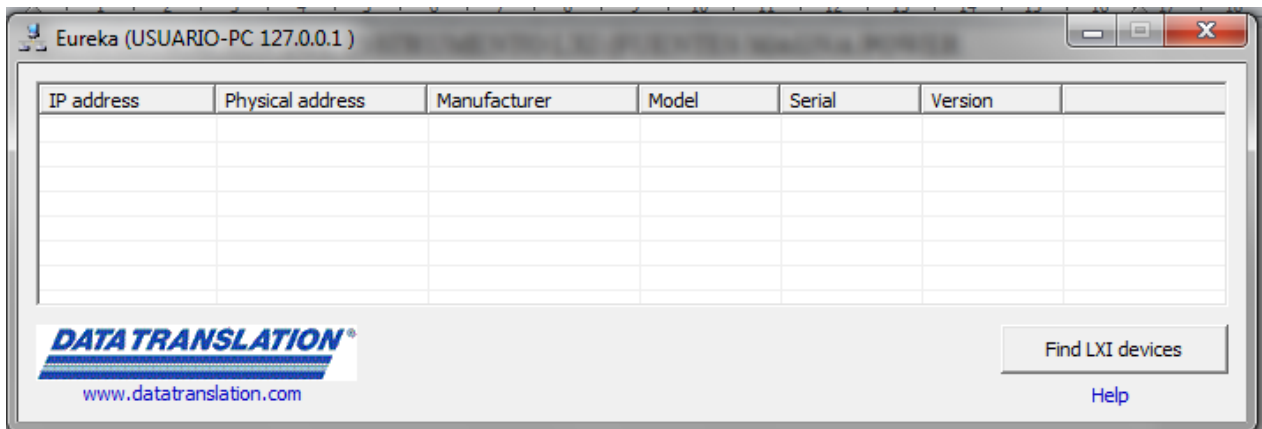 Eureka (USUARIO-PC 127.0.0.1 )
IP address Physical address Manufacturer Model Serial Version
DATA TRANSLATION®
www.datatranslation.com
Find LXI devices
Help